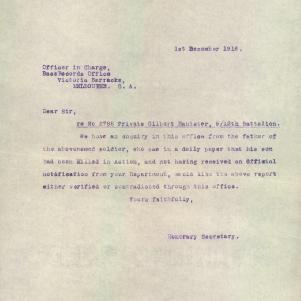 1st December 1916.
Officer in Charge,
Base Records Office
Victoria Barracks,
MELBOURNE. S. A.
Dear Sir,
re No 2798 Private Gilbert Banister, 6/12th Battalion.
We have an enquiry in this office from the father of
the abovenamed soldier, who saw in a daily paper that his son
had been Killed in Action, and not having received an Official
notification from your Department, would like the above report
either verified or contradicted through this office.
Yours faithfully,
Honorary Secretary.